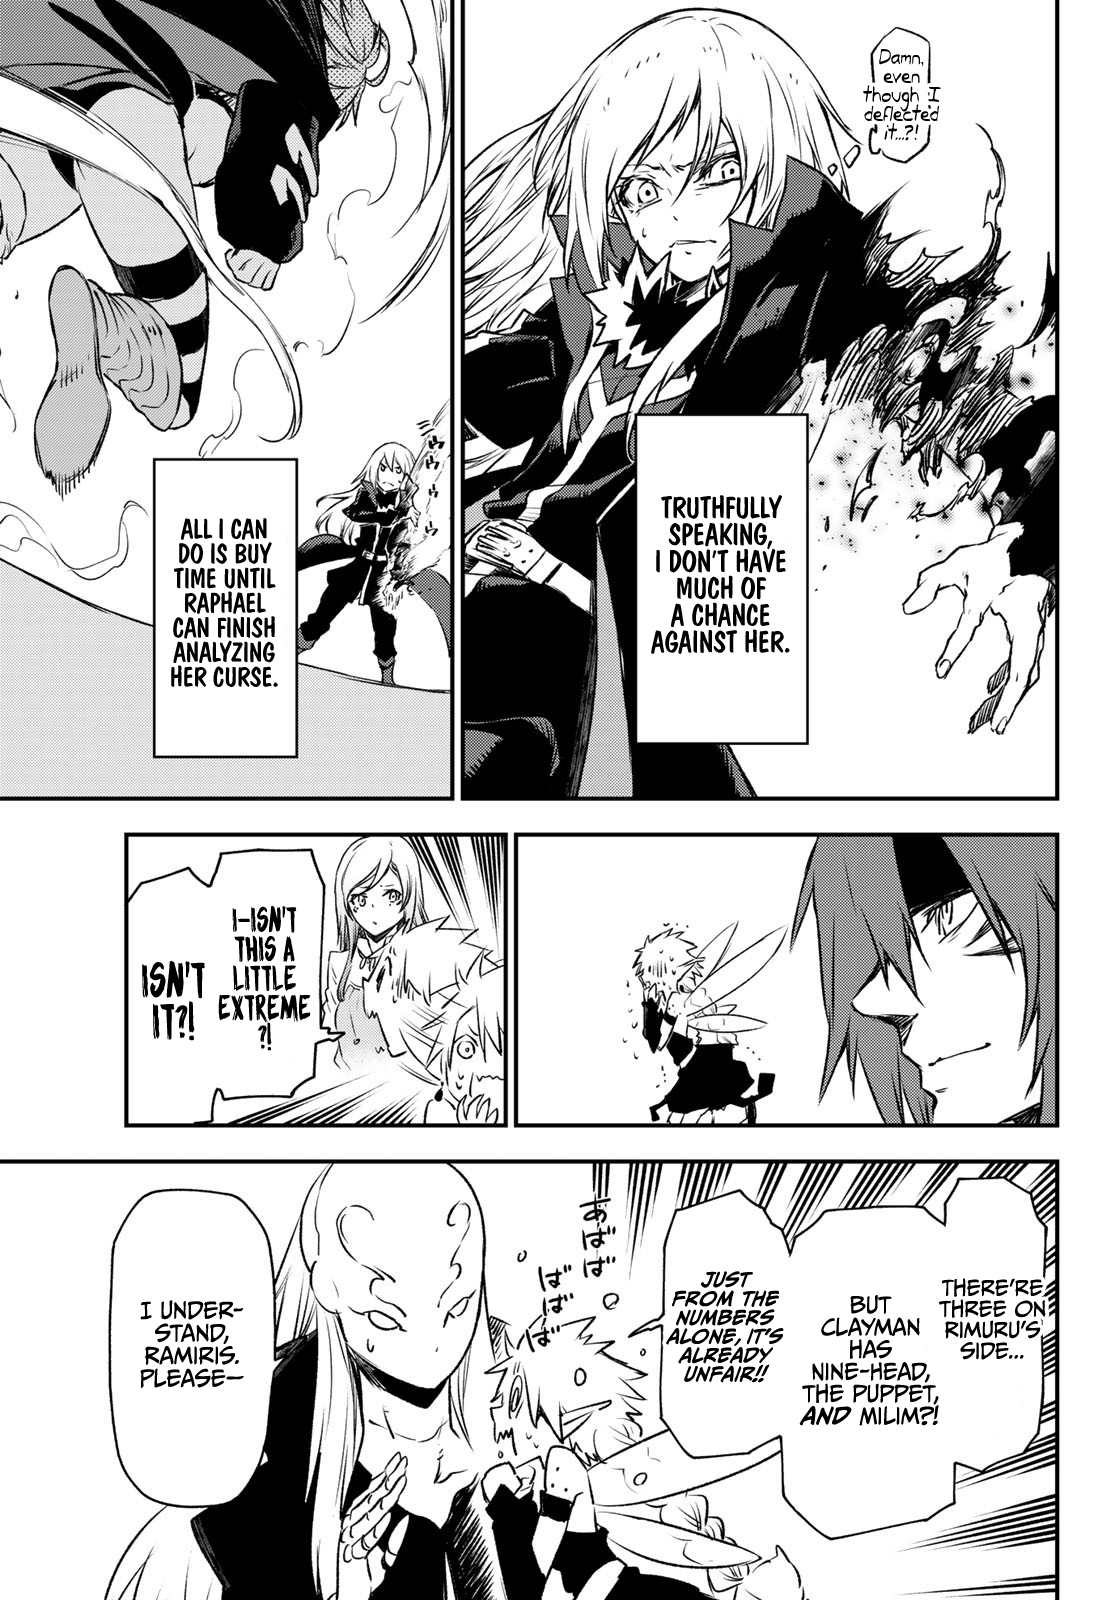 Damn,
even
though I
deflected
it...?!
TRUTHFULLY
SPEAKING,
I DON'T HAVE
MUCH OF
A CHANCE
AGAINST HER.
ALL I CAN
DO IS BUY
TIME UNTIL
RAPHAEL
CAN FINISH
ANALYZING
HER CURSE.
I-ISN'T
THIS A
LITTLE
EXTREME
?!
ISN'T
IT?!
THERE'RE
THREE ON
RIMURU'S
SIDE...
BUT
CLAYMAN
HAS
NINE-HEAD,
THE PUPPET,
AND MILIM?!
JUST
FROM THE
NUMBERS
ALONE, IT'S
ALREADY
UNFAIR!!
あばばば
ばばば
I UNDER-
STAND,
RAMIRIS.
PLEASE~